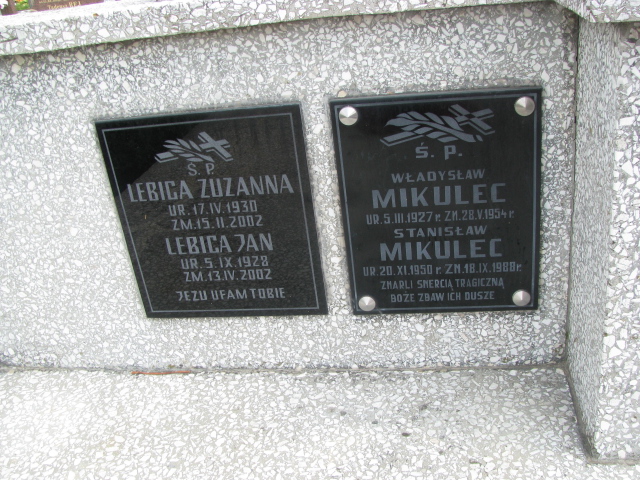 Ś. P.
LEBIGA ZUZANNA
UR. 17. IV. 1930
ZM. 15. II. 2002
LEBIGA JAN
UR. 5. IX. 1928
ZM. 13. IV. 2002
JEZU UFAM TOBIE
Ś. P.
WŁADYSŁAW
MIKULEC
UR. 5. III. 1927 r. ZM. 28. V. 1954 r.
STANISŁAW
MIKULEC
UR 20. XI. 1950 r. ZM. 18. IX. 1988 r.
ZMARLI ŚMERCIĄ TRAGICZNĄ
BOŻE ZBAW ICH DUSZE